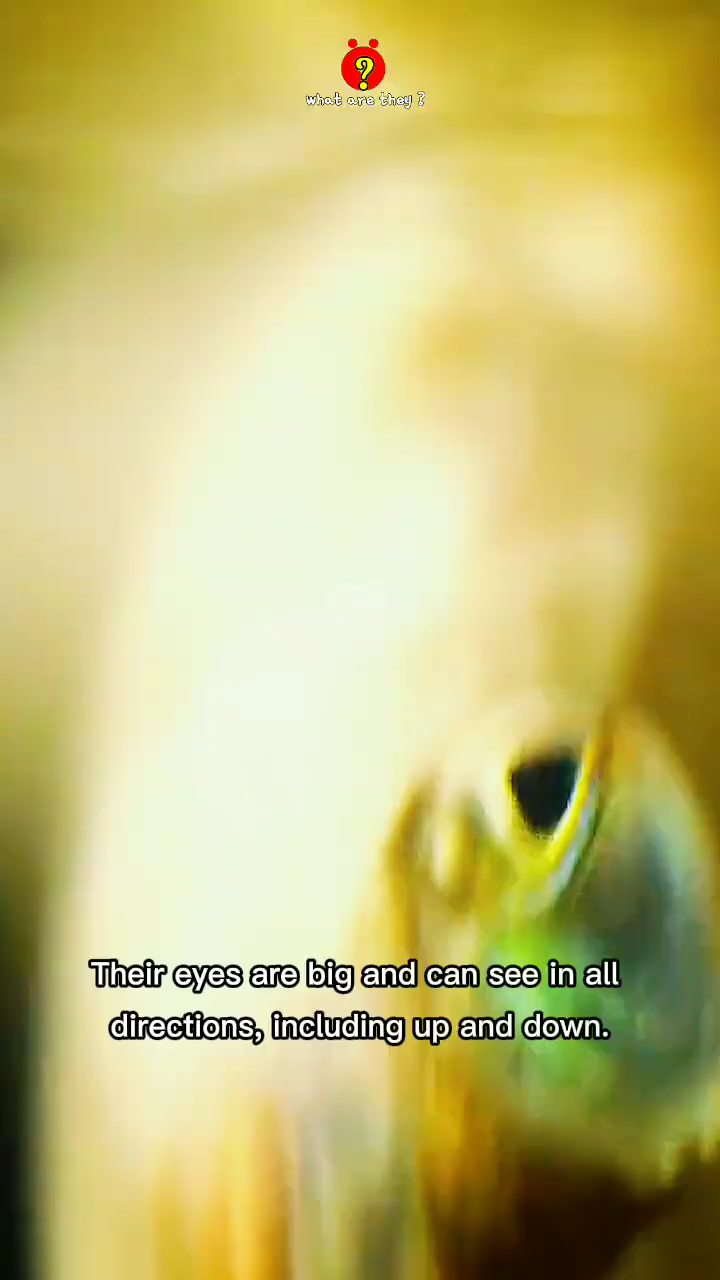 ?
what are they ?
Their eyes are big and can see in all
directions, including up and down.